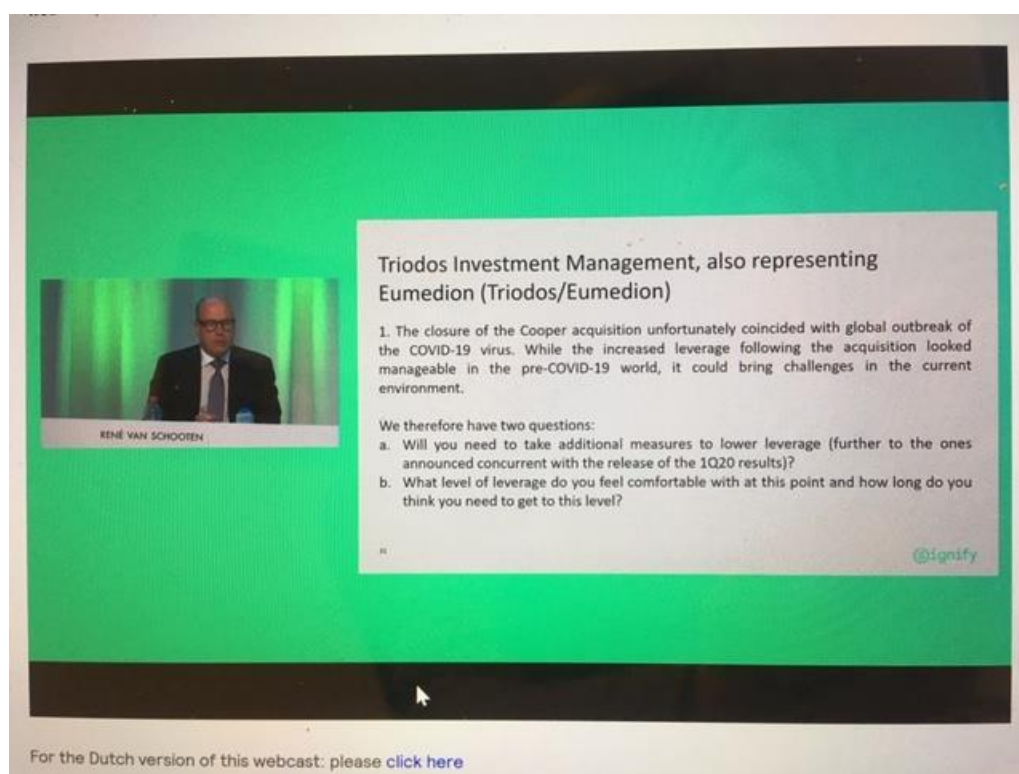 Triodos Investment Management, also representing
Eumedion (Triodos/Eumedion)
1. The closure of the Cooper acquisition unfortunately coincided with global outbreak of
the COVID-19 virus. While the increased leverage following the acquisition looked
manageable in the pre-COVID-19 world, it could bring challenges in the current
environment.
We therefore have two questions:
a. Will you need to take additional measures to lower leverage (further to the ones
announced concurrent with the release of the 1Q20 results)?
b. What level of leverage do you feel comfortable with at this point and how long do you
think you need to get to this level?
RENÉ VAN SCHOOTEN
(s)ignify
For the Dutch version of this webcast: please click here